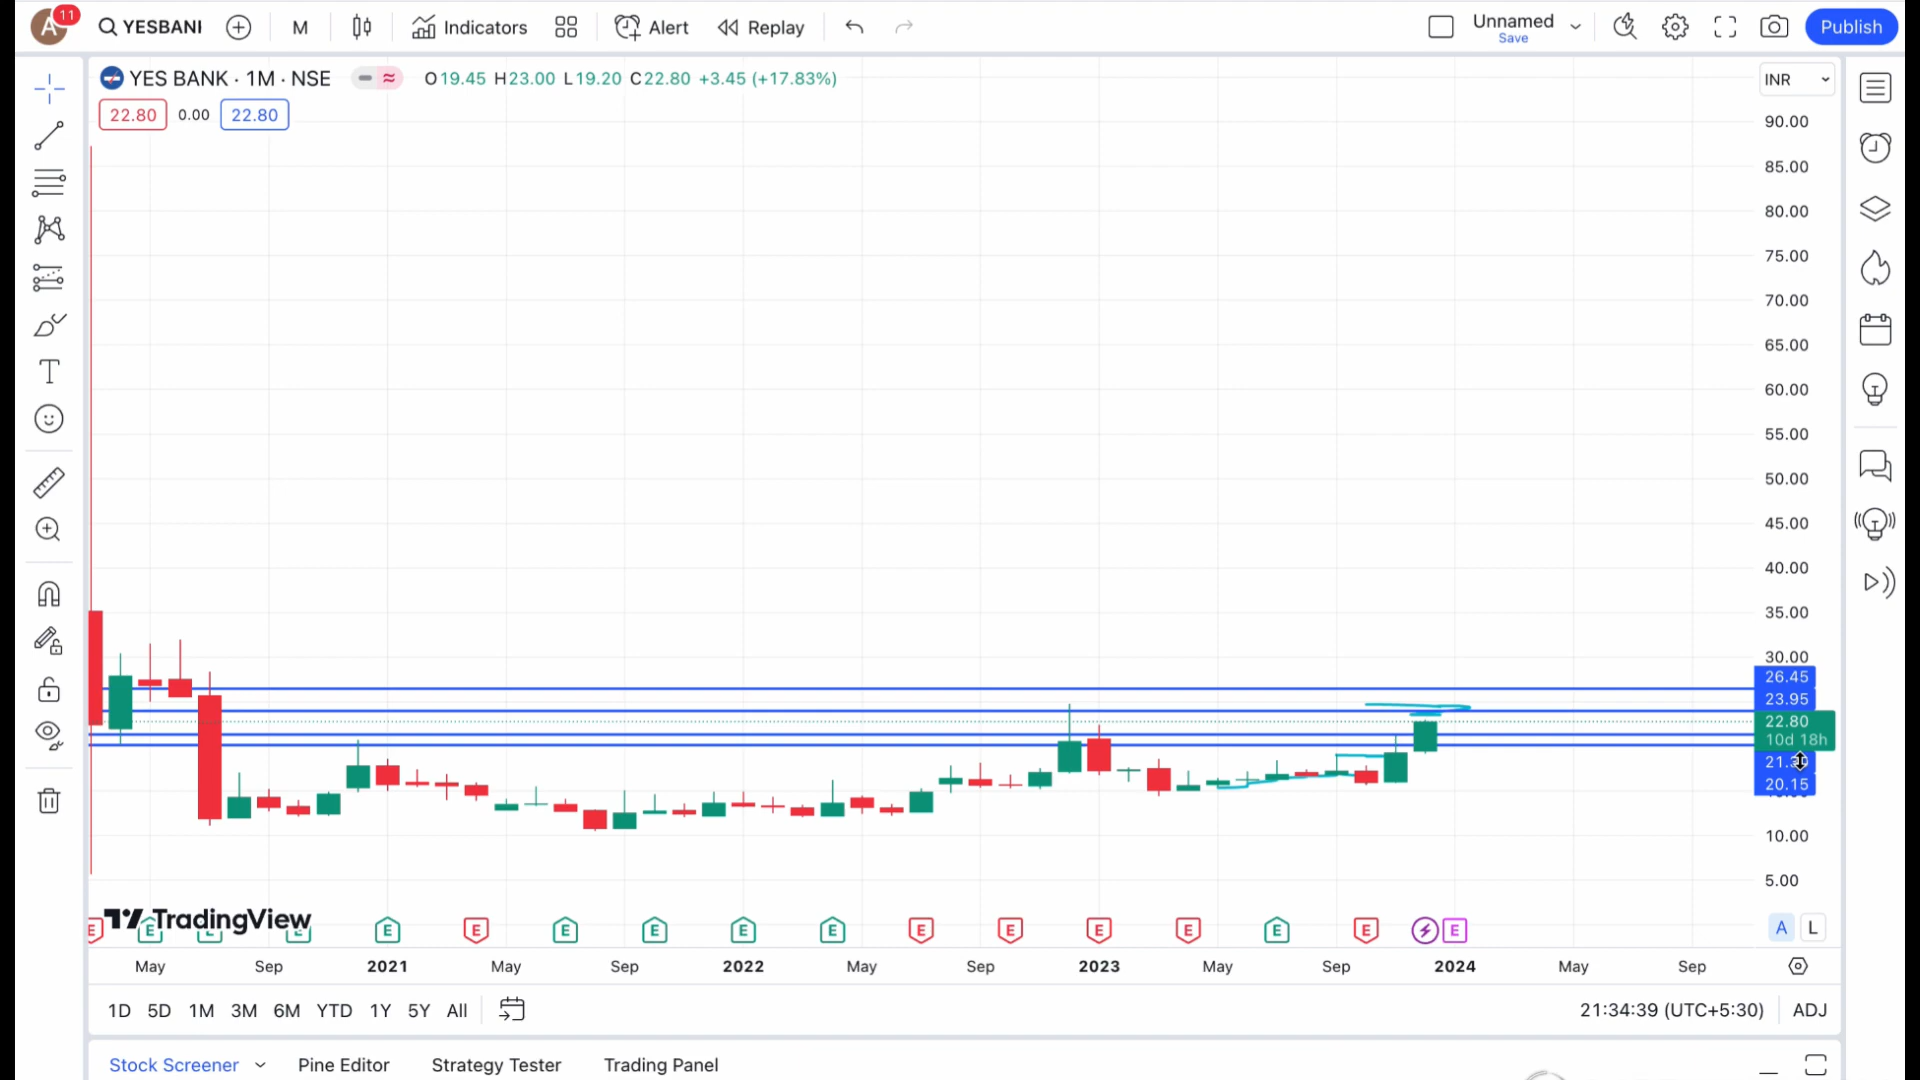 A 11 YESBANI M Indicators Alert Replay Unnamed Save Publish
YES BANK · 1M · NSE O19.45 H23.00 L19.20 C22.80 +3.45 (+17.83%) INR
22.80 0.00 22.80
90.00
85.00
80.00
75.00
70.00
65.00
60.00
55.00
50.00
45.00
40.00
35.00
30.00
26.45
23.95
22.80
10d 18h
20.15
10.00
5.00
TradingView
E E E E E E E E E E E E E E E E E
A L
May Sep 2021 May Sep 2022 May Sep 2023 May Sep 2024 May Sep
1D 5D 1M 3M 6M YTD 1Y 5Y All 21:34:39 (UTC+5:30) ADJ
Stock Screener Pine Editor Strategy Tester Trading Panel